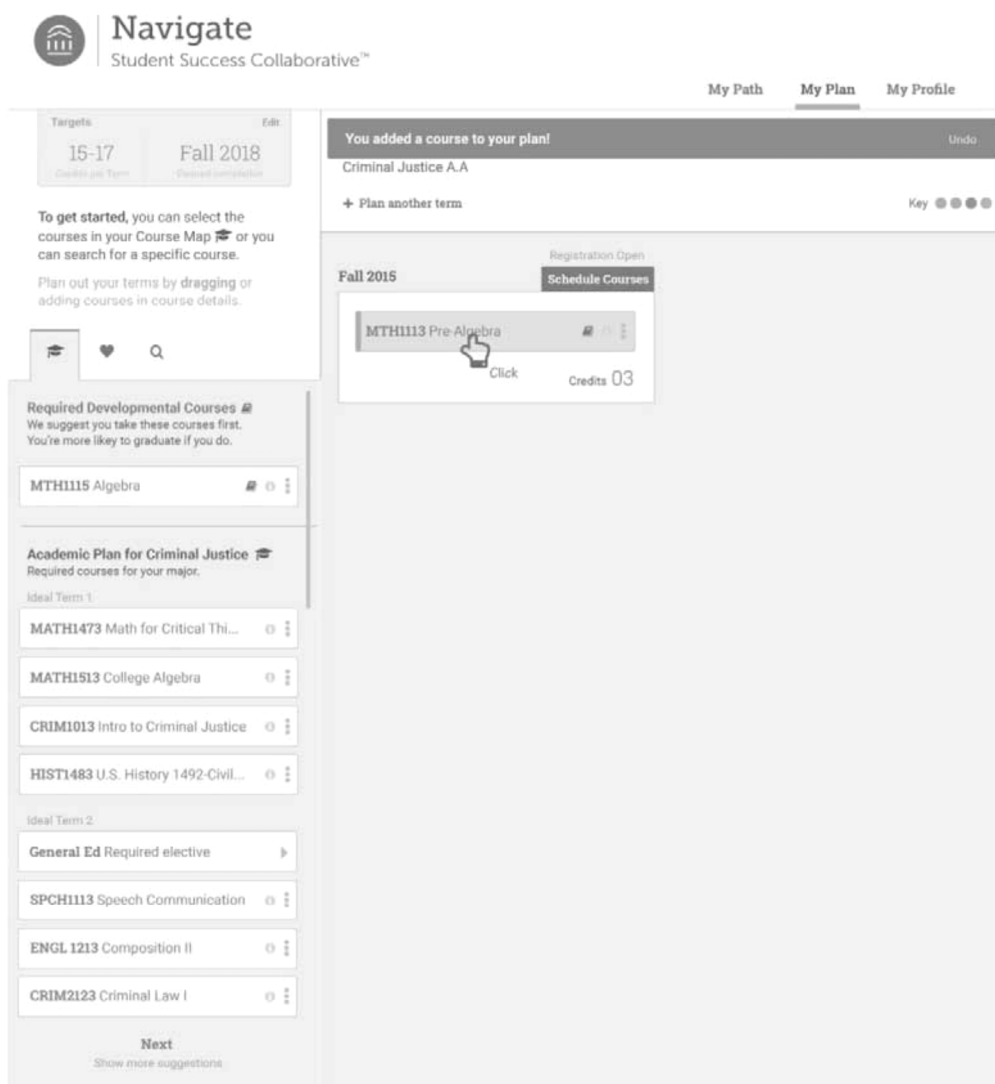 Navigate
Student Success Collaborative™
My Path My Plan My Profile
Targets Edit
15-17 Fall 2018
Credits per Term Desired completion
To get started, you can select the
courses in your Course Map or you
can search for a specific course.
Plan out your terms by dragging or
adding courses in course details.
Required Developmental Courses
We suggest you take these courses first.
You're more likey to graduate if you do.
MTH1115 Algebra
Academic Plan for Criminal Justice
Required courses for your major.
Ideal Term 1
MATH1473 Math for Critical Thi...
MATH1513 College Algebra
CRIM1013 Intro to Criminal Justice
HIST1483 U.S. History 1492-Civil...
Ideal Term 2
General Ed Required elective
SPCH1113 Speech Communication
ENGL 1213 Composition II
CRIM2123 Criminal Law I
Next
Show more suggestions
You added a course to your plan! Undo
Criminal Justice A.A
+ Plan another term Key
Registration Open
Fall 2015 Schedule Courses
MTH1113 Pre-Algebra
Click
Credits 03